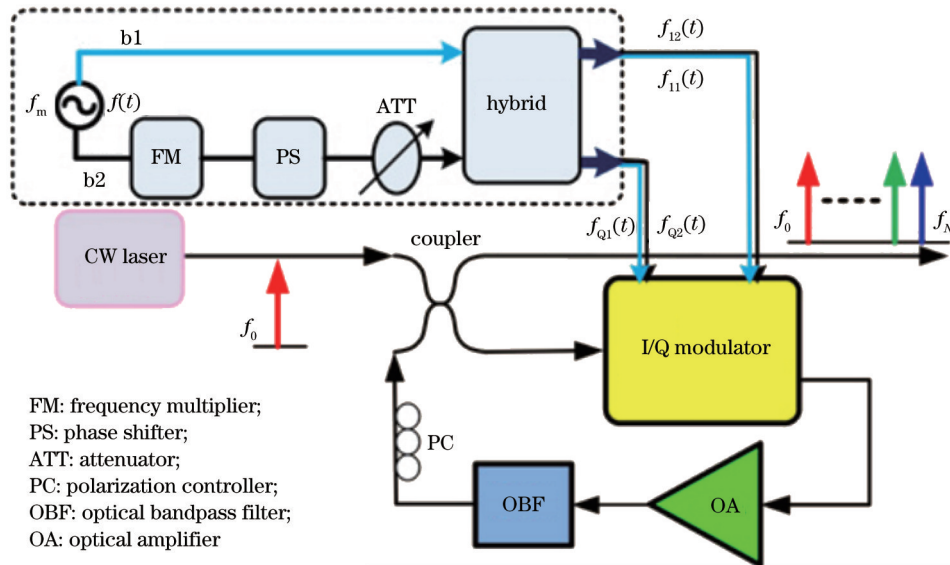 b1
f12(t)
f11(t)
fm
f(t)
ATT
hybrid
FM
PS
b2
fQ1(t)
fQ2(t)
f0
fN
CW laser
coupler
f0
I/Q modulator
FM: frequency multiplier;
PS: phase shifter;
ATT: attenuator;
PC: polarization controller;
OBF: optical bandpass filter;
OA: optical amplifier
PC
OBF
OA